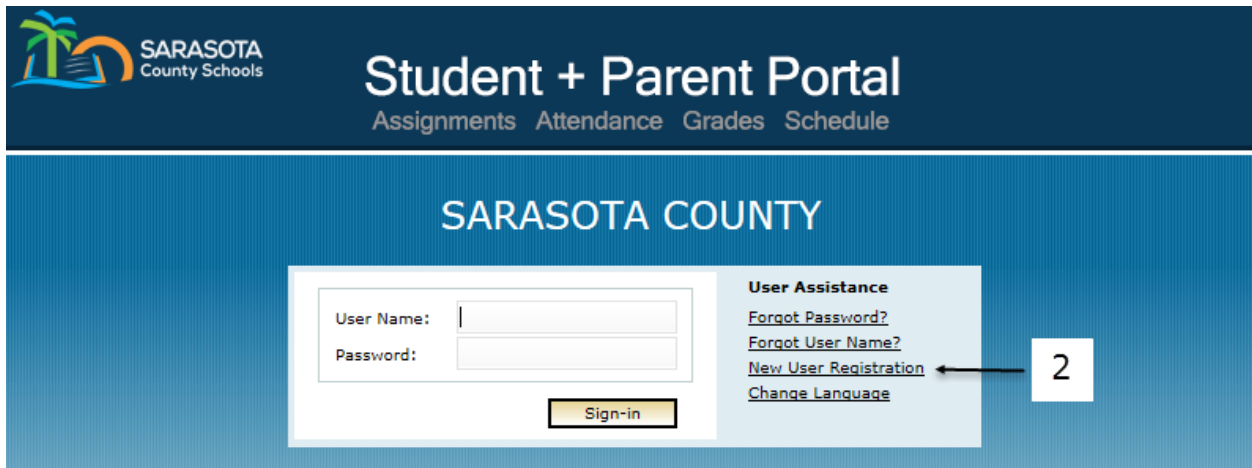 SARASOTA
County Schools
Student + Parent Portal
Assignments Attendance Grades Schedule
SARASOTA COUNTY
User Name:
Password:
Sign-in
User Assistance
Forgot Password?
Forgot User Name?
New User Registration
2
Change Language